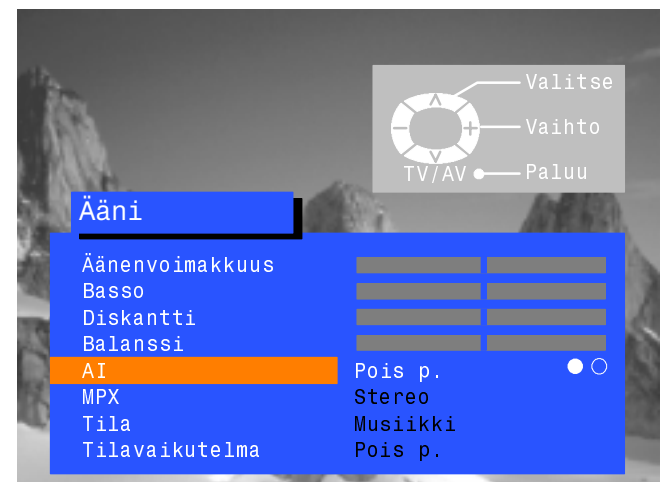 Valitse
Vaihto
TV/AV Paluu
Ääni
Äänenvoimakkuus
Basso
Diskantti
Balanssi
AI Pois p.
MPX Stereo
Tila Musiikki
Tilavaikutelma Pois p.